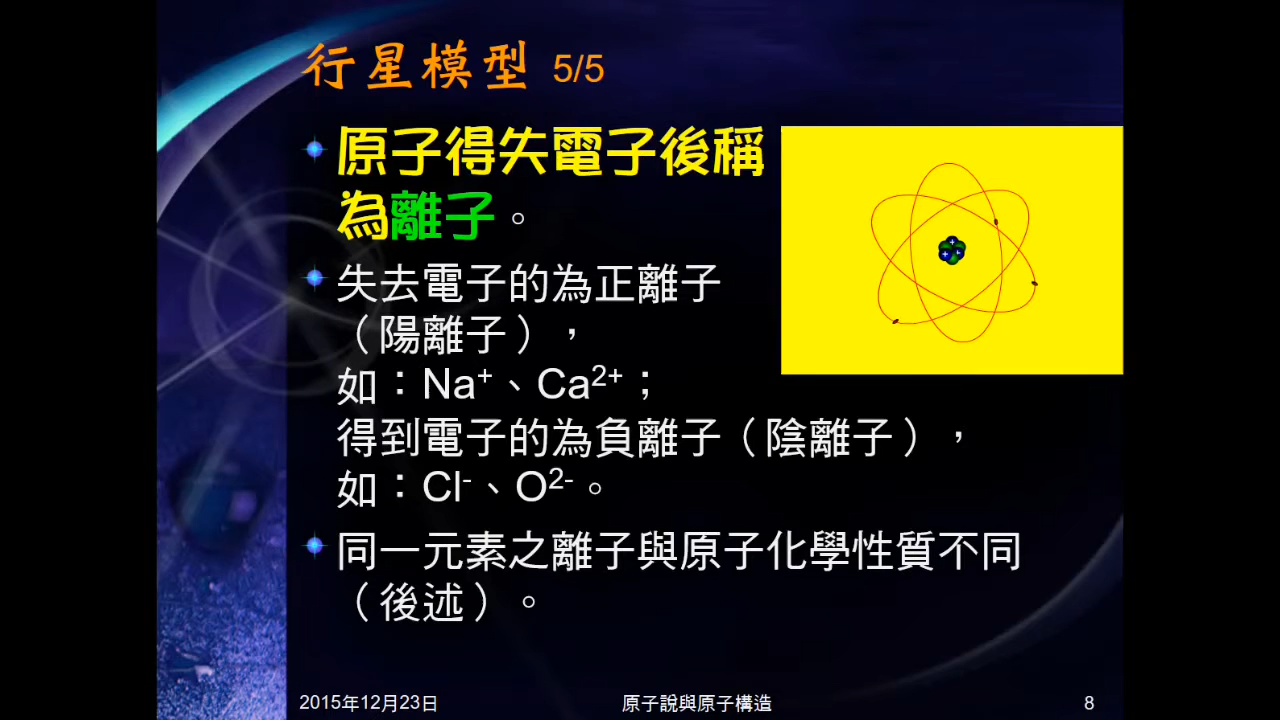 行星模型 5/5
原子得失電子後稱
為離子。
失去電子的為正離子
（陽離子），
如：Na⁺、Ca²⁺；
得到電子的為負離子（陰離子），
如：Cl⁻、O²⁻。
同一元素之離子與原子化學性質不同
（後述）。
2015年12月23日 原子說與原子構造 8